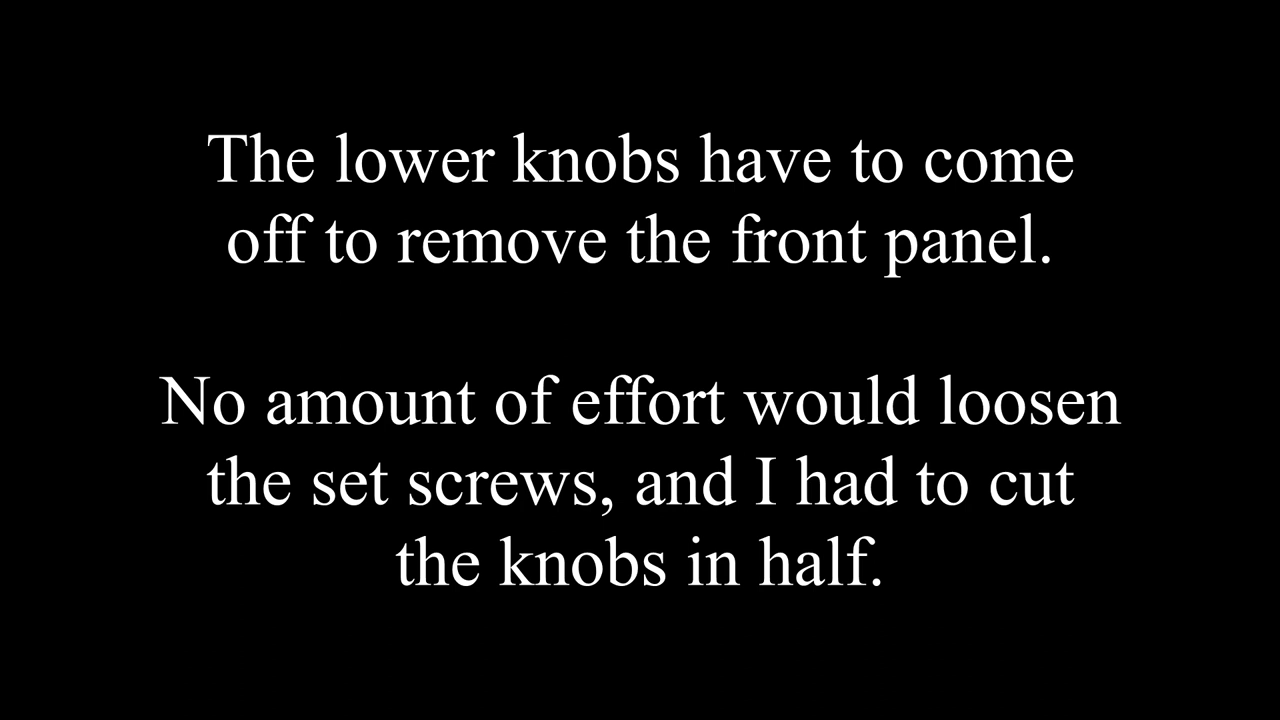 The lower knobs have to come
off to remove the front panel.
No amount of effort would loosen
the set screws, and I had to cut
the knobs in half.